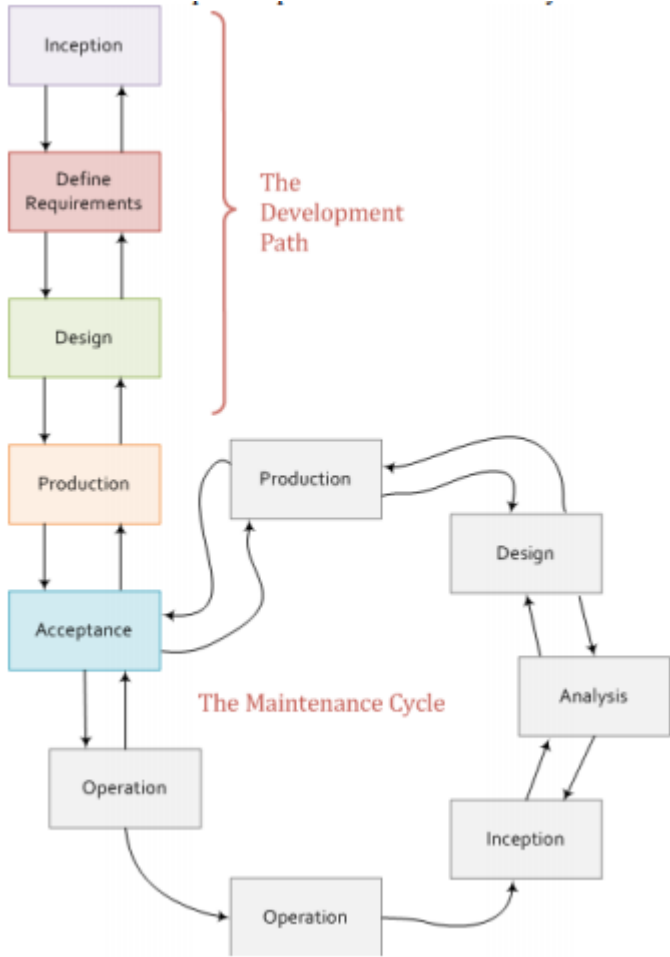 Inception
Define
Requirements
The
Development
Path
Design
Production
Production
Design
Acceptance
Analysis
The Maintenance Cycle
Operation
Inception
Operation